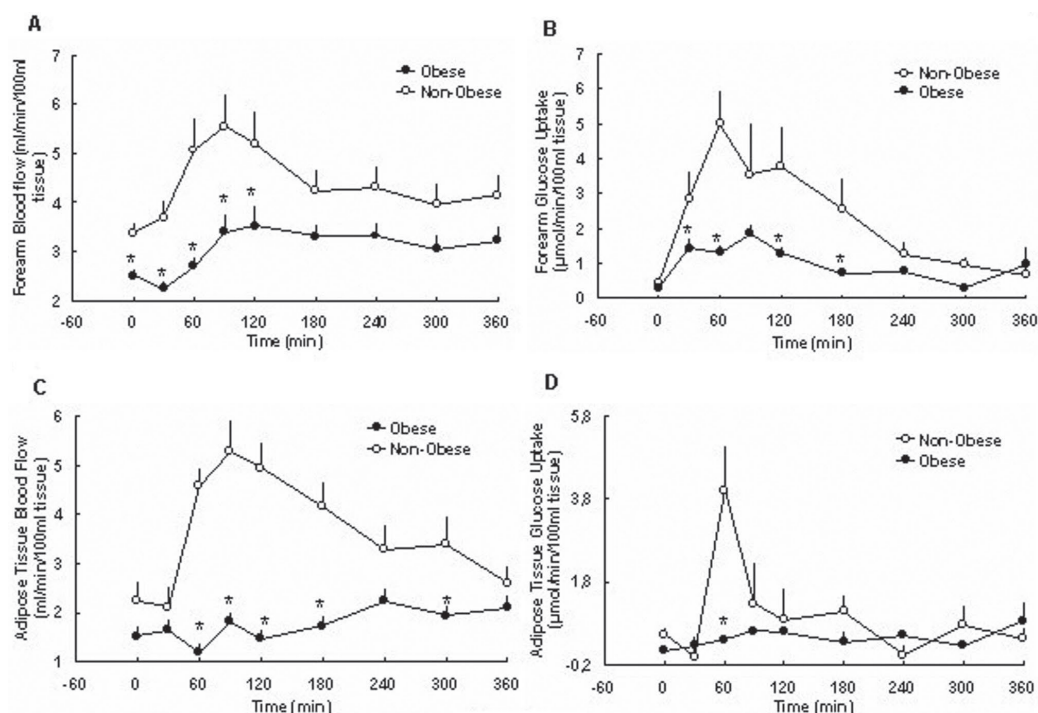 A
Forearm Blood flow (ml/min/100ml
tissue)
7
6
5
4
3
2
Obese
Non-Obese
* * * * *
-60 0 60 120 180 240 300 360
Time (min)
B
Forearm Glucose Uptake
(µmol/min/100ml tissue)
7
6
5
4
3
2
1
0
Non-Obese
Obese
* * * *
-60 0 60 120 180 240 300 360
Time (min)
C
Adipose Tissue Blood Flow
(ml/min/100ml tissue)
6
5
4
3
2
1
Obese
Non-Obese
* * * * *
-60 0 60 120 180 240 300 360
Time (min)
D
Adipose Tissue Glucose Uptake
(µmol/min/100ml tissue)
5,8
3,8
1,8
-0,2
Non-Obese
Obese
*
-60 0 60 120 180 240 300 360
Time (min)